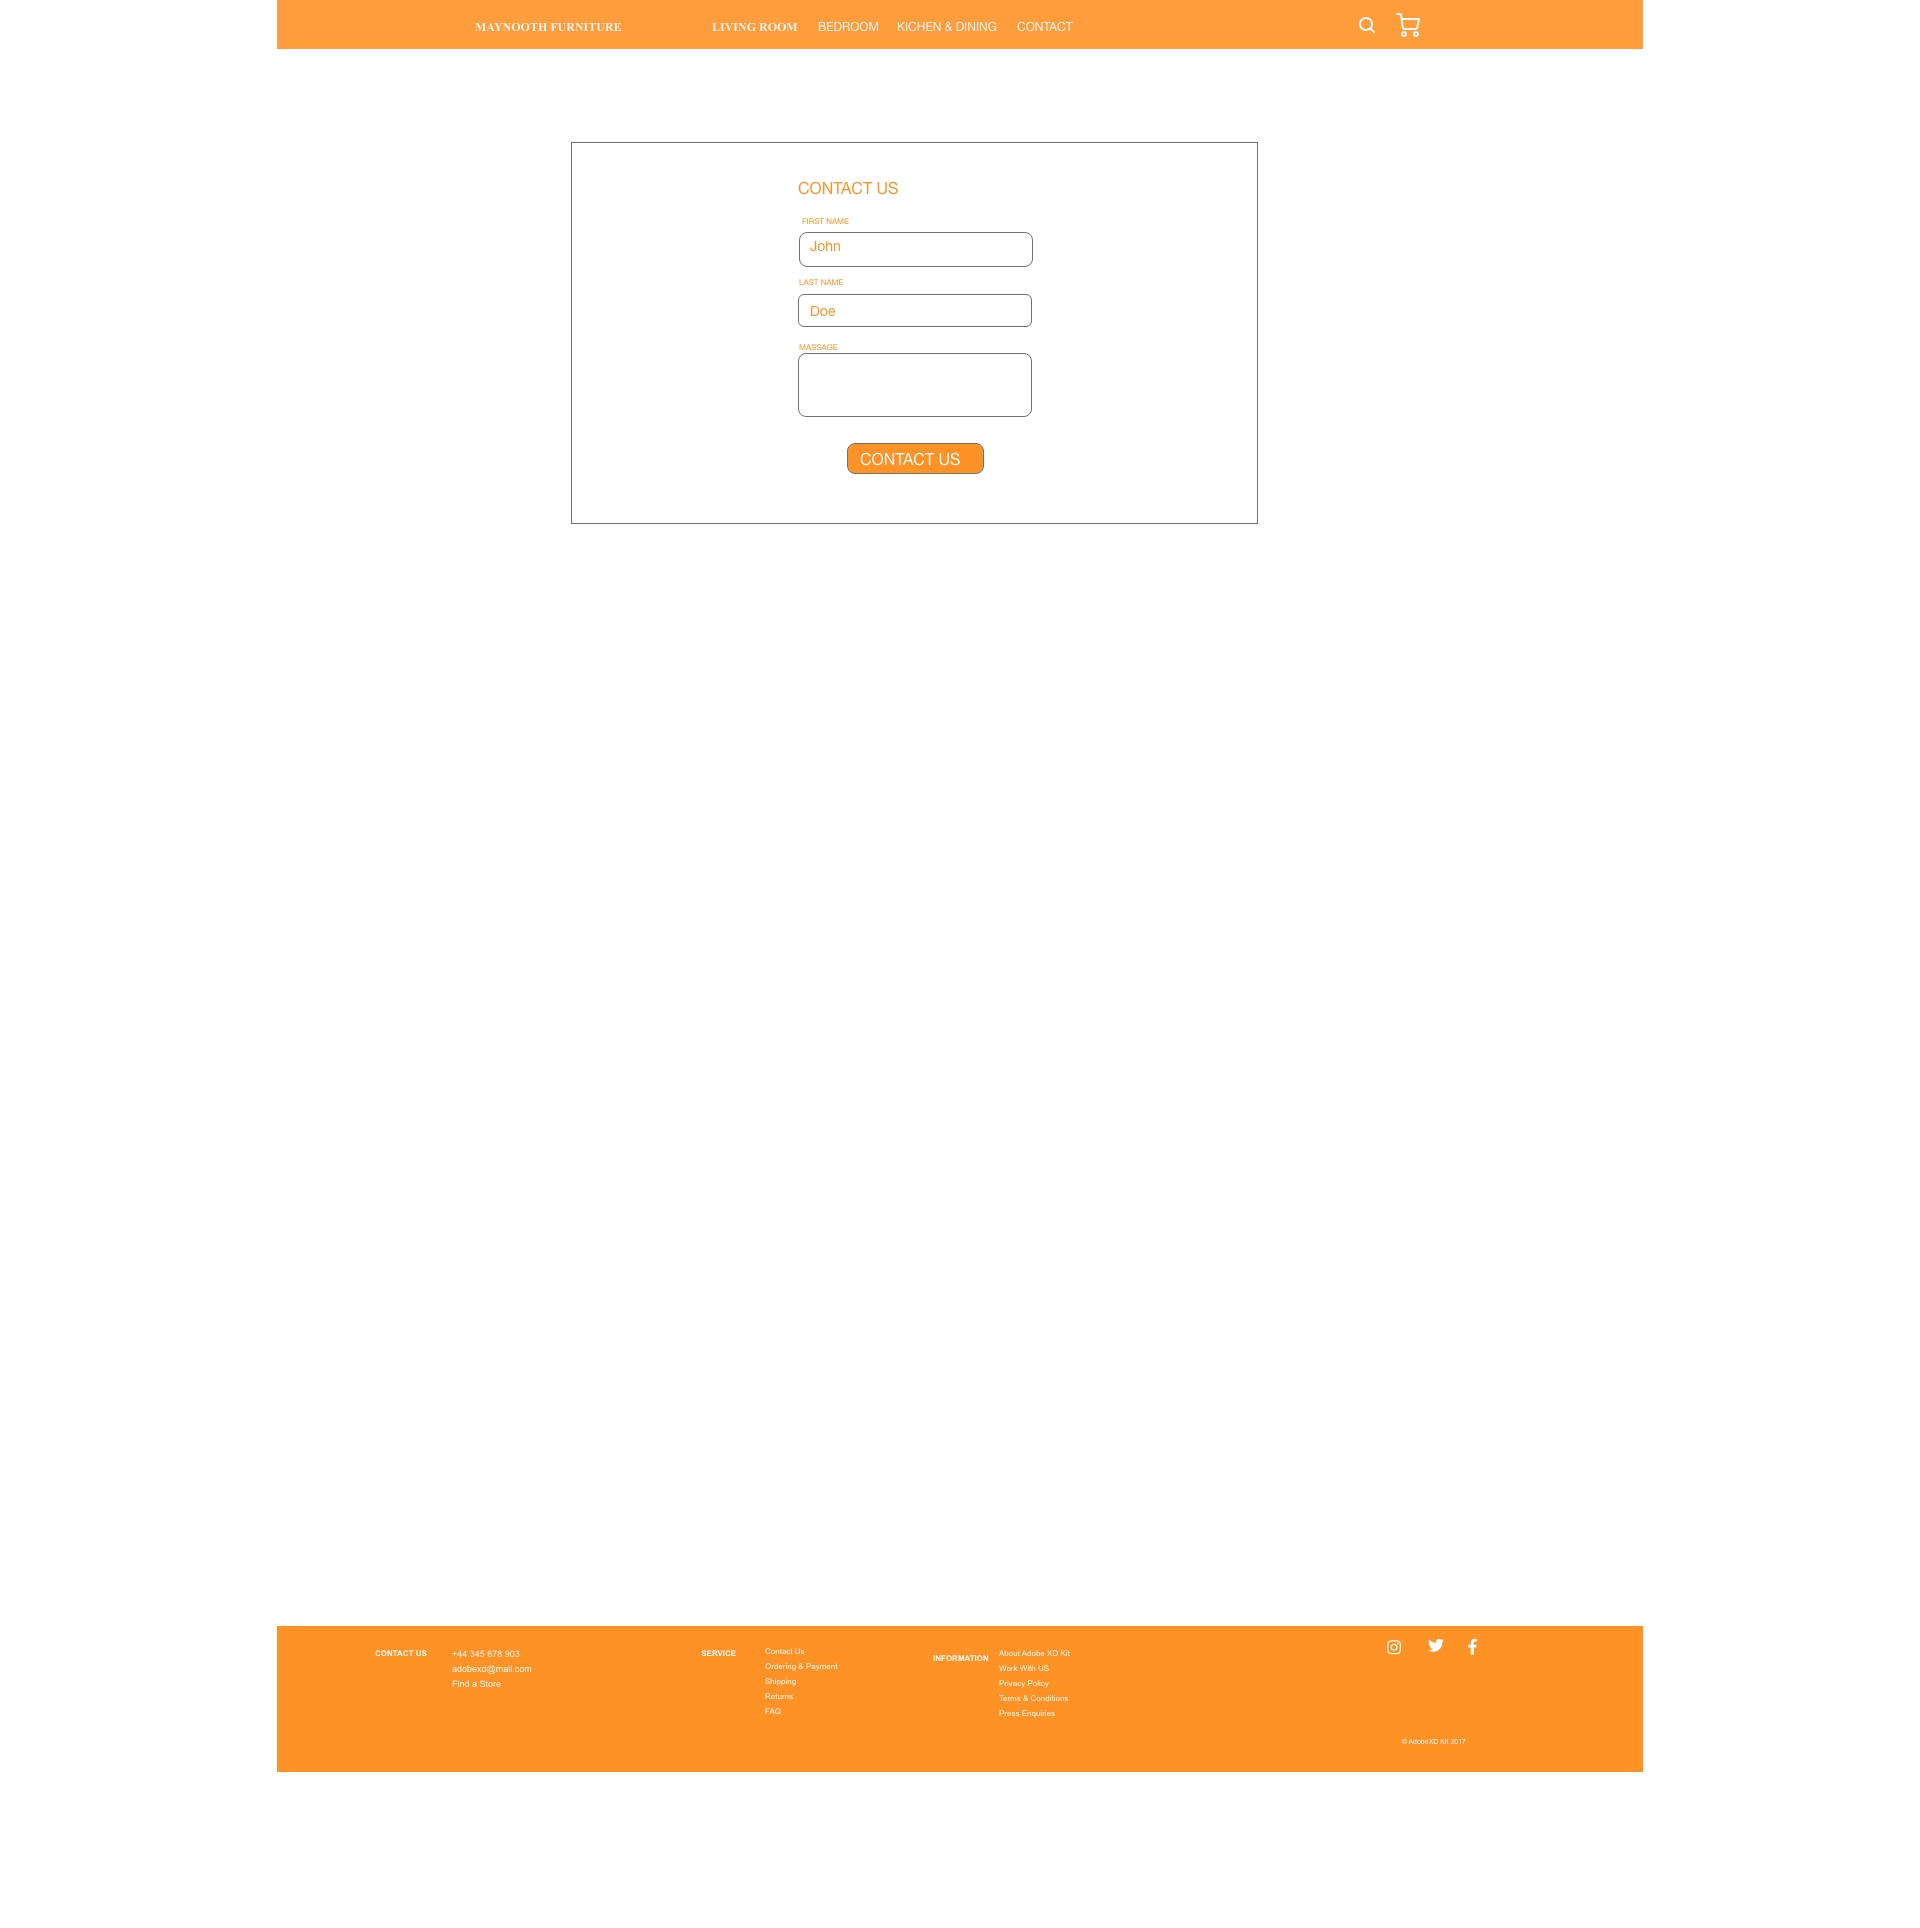 MAYNOOTH FURNITURE
LIVING ROOM BEDROOM KICHEN & DINING CONTACT
CONTACT US
FIRST NAME
John
LAST NAME
Doe
MASSAGE
CONTACT US
CONTACT US
+44 345 678 903
adobexd@mail.com
Find a Store
SERVICE
Contact Us
Ordering & Payment
Shipping
Returns
FAQ
INFORMATION
About Adobe XD Kit
Work With US
Privacy Policy
Terms & Conditions
Press Enquiries
© AdobeXD Kit 2017